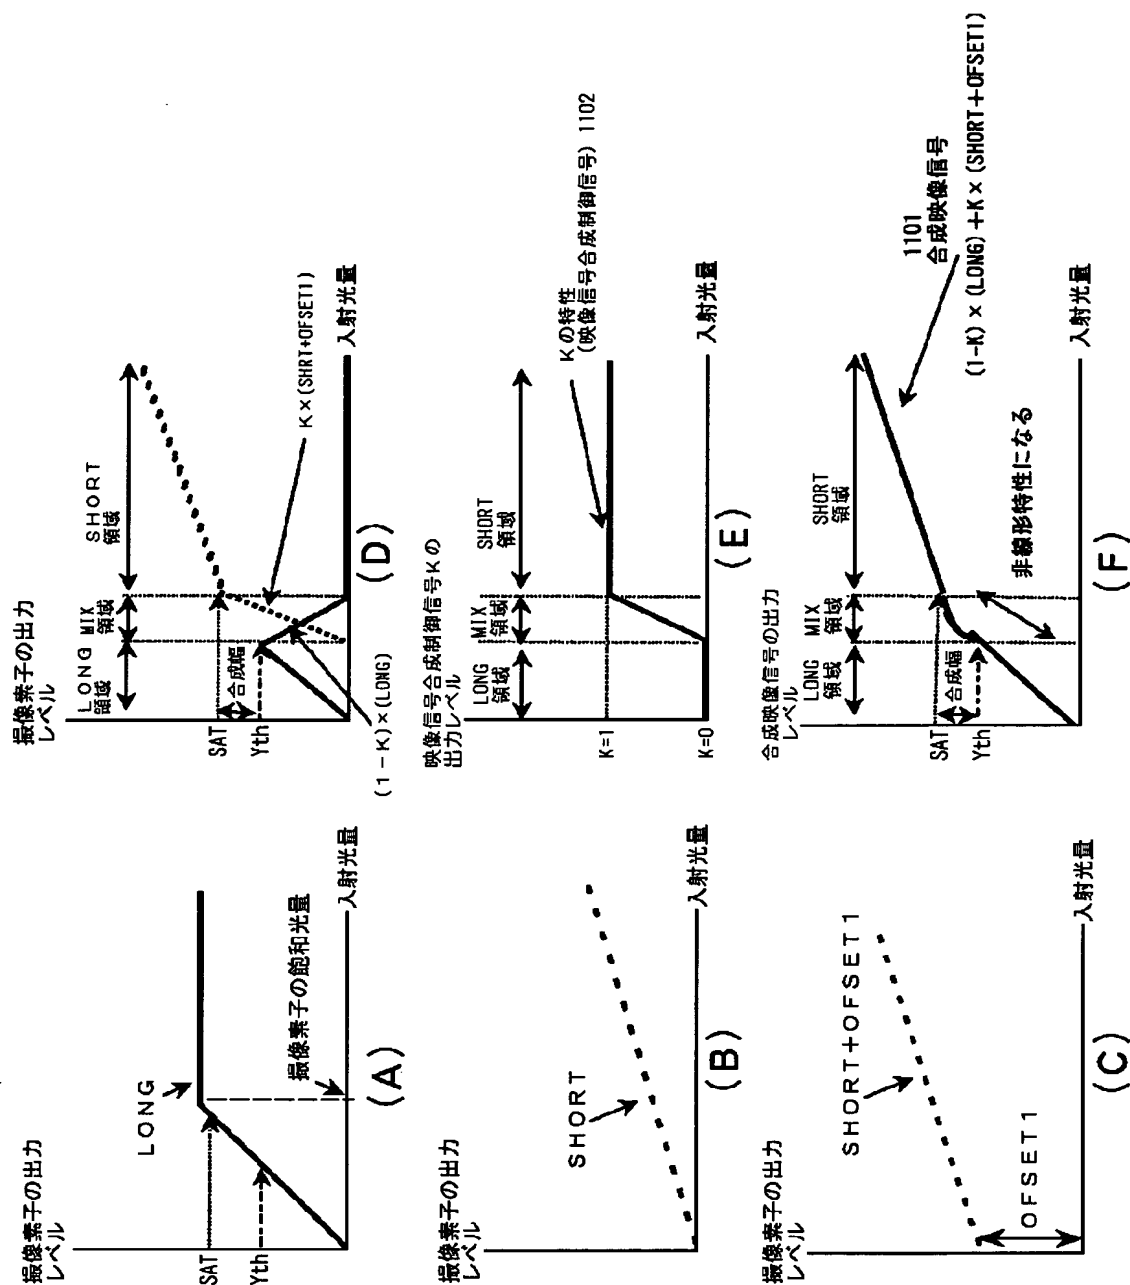 撮像素子の出力
レベル
SAT
Yth
LONG
撮像素子の飽和光量
入射光量
(A)
撮像素子の出力
レベル
SHORT
入射光量
(B)
撮像素子の出力
レベル
SHORT+OFSET1
OFSET1
入射光量
(C)
撮像素子の出力
レベル
LONG
領域
MIX
領域
SHORT
領域
SAT
合成幅
Yth
(1-K)×(LONG)
K×(SHRT+OFSET1)
入射光量
(D)
映像信号合成制御信号Kの
出力レベル
LONG
領域
MIX
領域
SHORT
領域
K=1
K=0
Kの特性
(映像信号合成制御信号) 1102
入射光量
(E)
合成映像信号の出力
レベル
LONG
領域
MIX
領域
SHORT
領域
SAT
合成幅
Yth
非線形特性になる
1101
合成映像信号
(1-K)×(LONG)+K×(SHORT+OFSET1)
入射光量
(F)